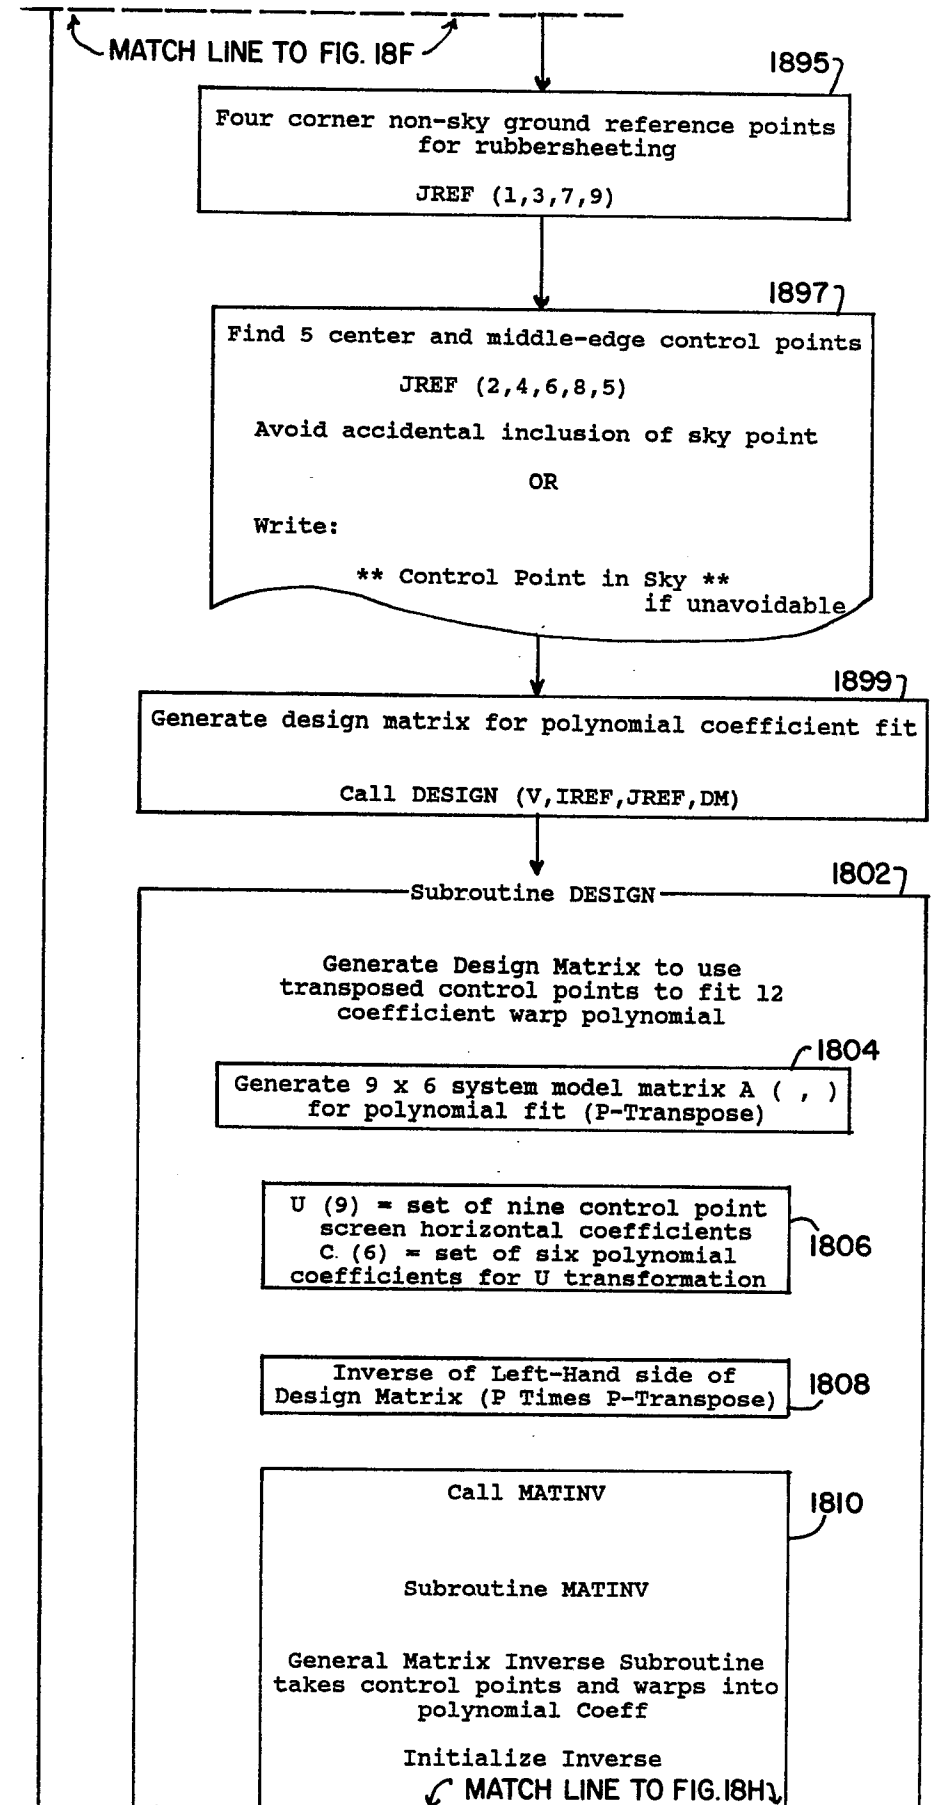 MATCH LINE TO FIG. 18F
1895
Four corner non-sky ground reference points
for rubbersheeting
JREF (1,3,7,9)
1897
Find 5 center and middle-edge control points
JREF (2,4,6,8,5)
Avoid accidental inclusion of sky point
OR
Write:
** Control Point in Sky **
if unavoidable
1899
Generate design matrix for polynomial coefficient fit
Call DESIGN (V,IREF,JREF,DM)
1802
Subroutine DESIGN
Generate Design Matrix to use
transposed control points to fit 12
coefficient warp polynomial
1804
Generate 9 x 6 system model matrix A ( , )
for polynomial fit (P-Transpose)
U (9) = set of nine control point
screen horizontal coefficients
C (6) = set of six polynomial
coefficients for U transformation
1806
Inverse of Left-Hand side of
Design Matrix (P Times P-Transpose)
1808
Call MATINV
1810
Subroutine MATINV
General Matrix Inverse Subroutine
takes control points and warps into
polynomial Coeff
Initialize Inverse
MATCH LINE TO FIG.18H